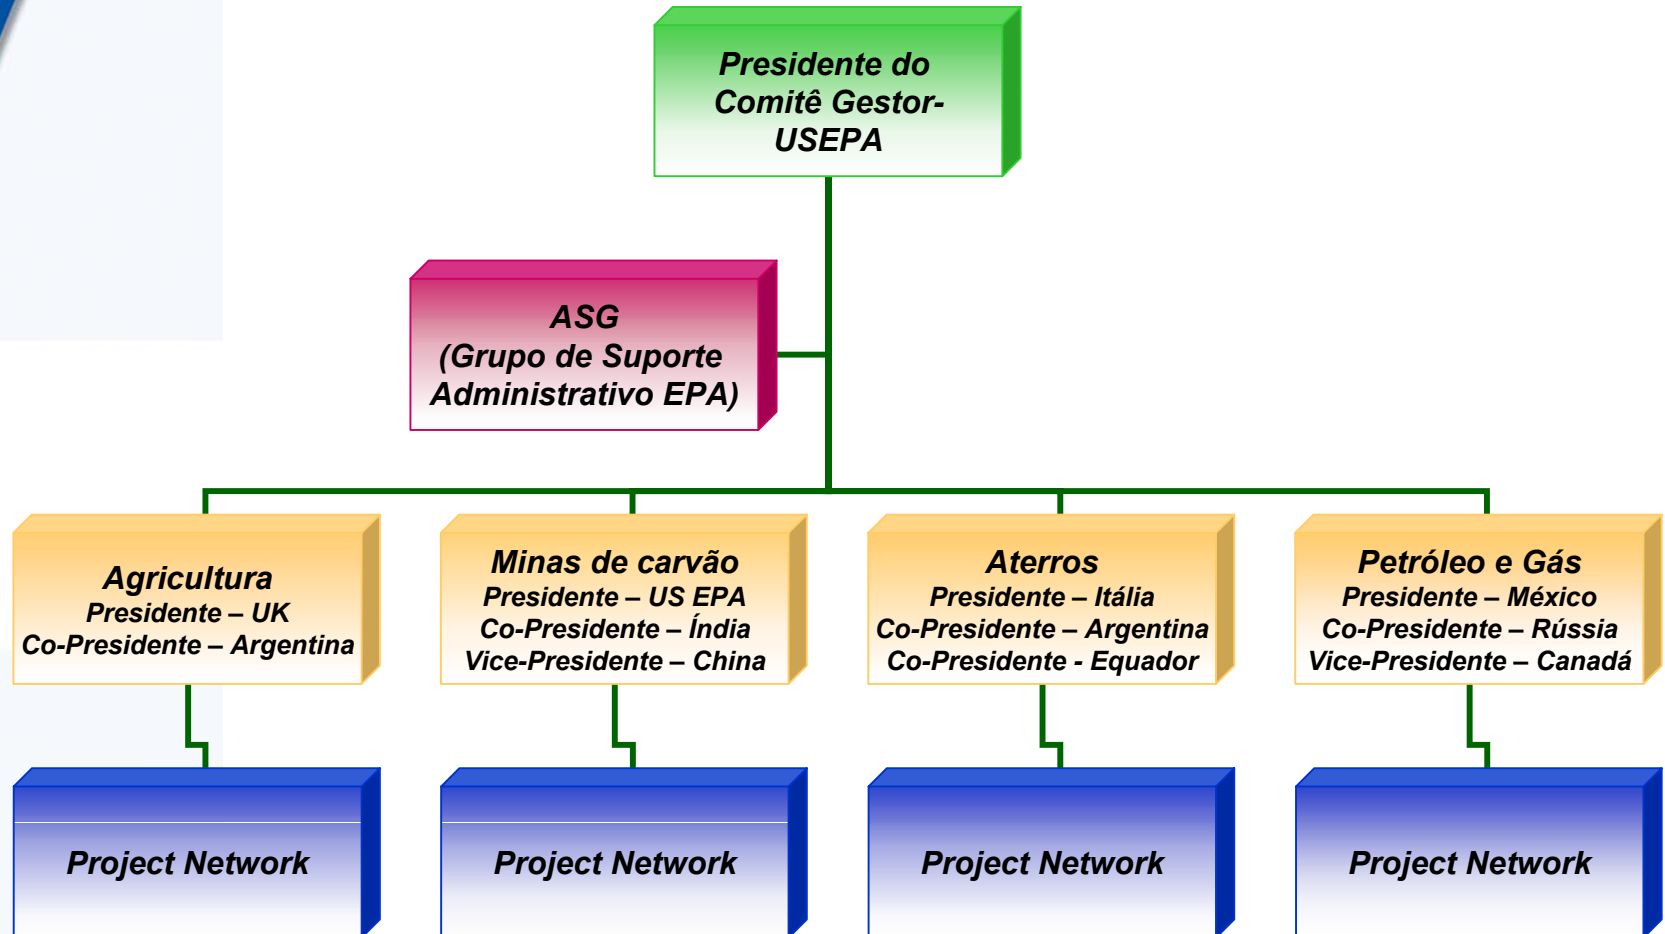 Presidente do
Comitê Gestor-
USEPA
ASG
(Grupo de Suporte
Administrativo EPA)
Agricultura
Presidente – UK
Co-Presidente – Argentina
Minas de carvão
Presidente – US EPA
Co-Presidente – Índia
Vice-Presidente – China
Aterros
Presidente – Itália
Co-Presidente – Argentina
Co-Presidente - Equador
Petróleo e Gás
Presidente – México
Co-Presidente – Rússia
Vice-Presidente – Canadá
Project Network
Project Network
Project Network
Project Network